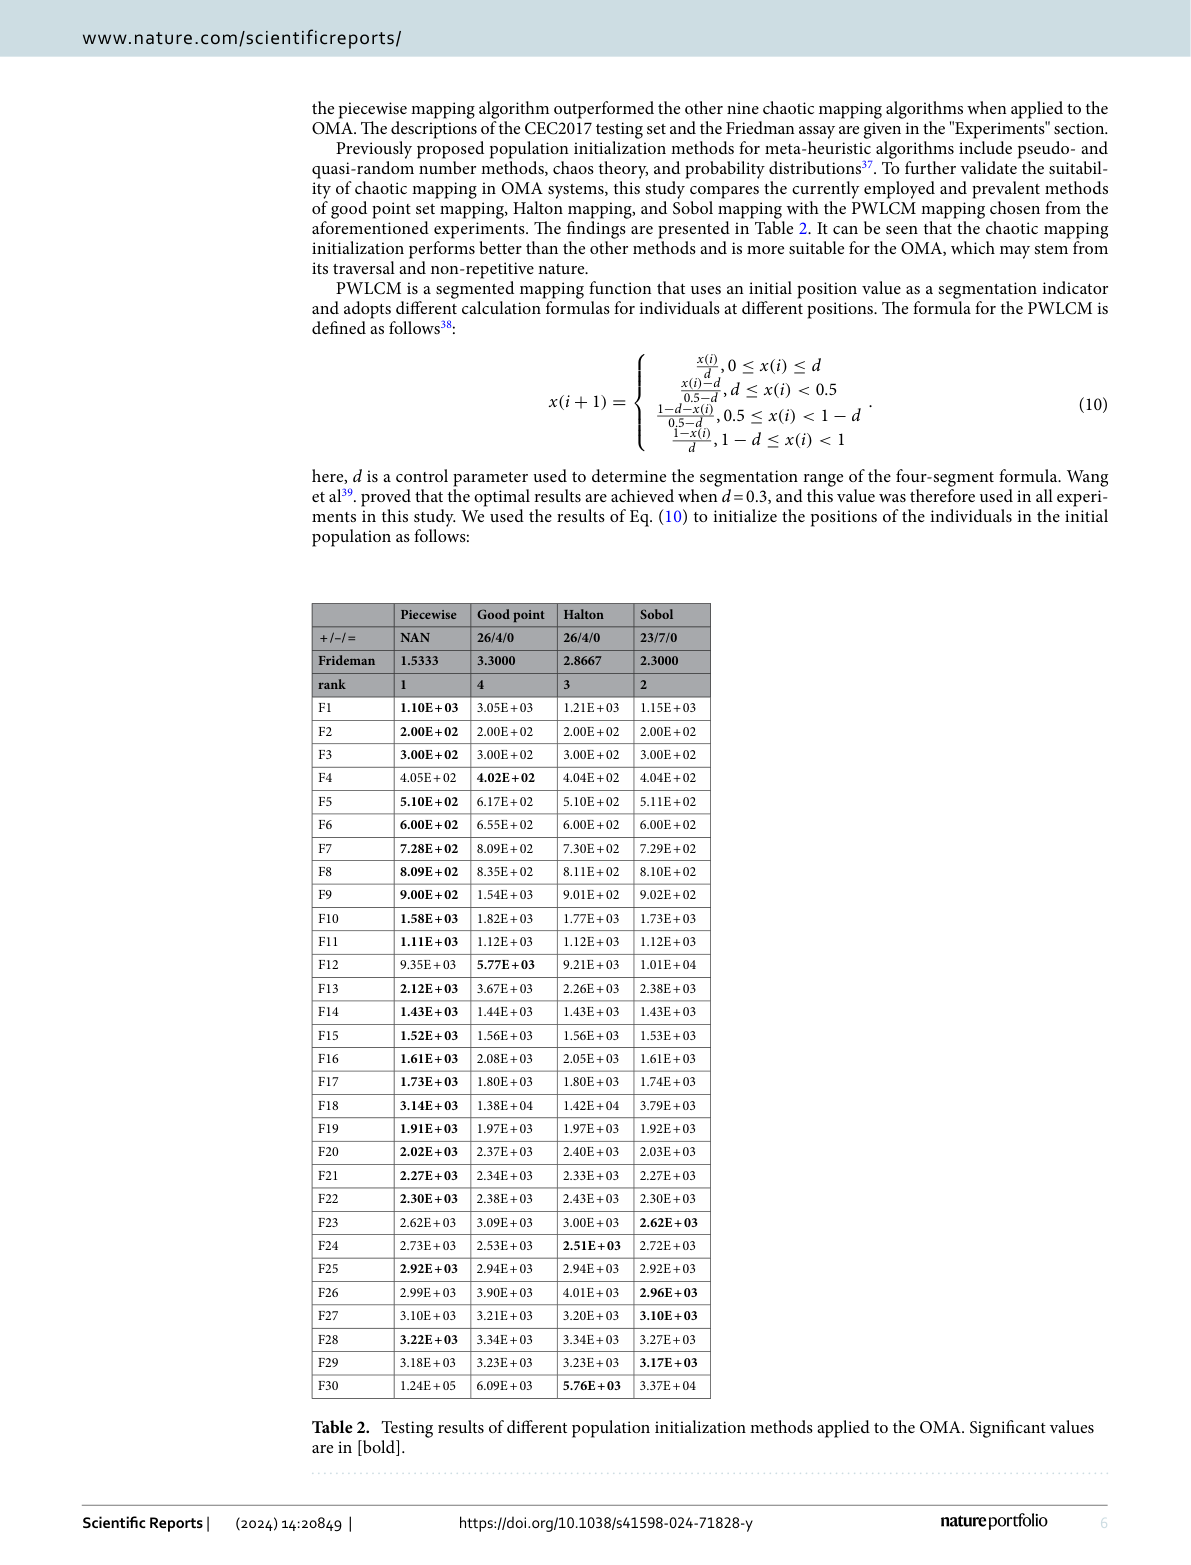 www.nature.com/scientificreports/
the piecewise mapping algorithm outperformed the other nine chaotic mapping algorithms when applied to the
OMA. The descriptions of the CEC2017 testing set and the Friedman assay are given in the "Experiments" section.
Previously proposed population initialization methods for meta-heuristic algorithms include pseudo- and
quasi-random number methods, chaos theory, and probability distributions37. To further validate the suitabil-
ity of chaotic mapping in OMA systems, this study compares the currently employed and prevalent methods
of good point set mapping, Halton mapping, and Sobol mapping with the PWLCM mapping chosen from the
aforementioned experiments. The findings are presented in Table 2. It can be seen that the chaotic mapping
initialization performs better than the other methods and is more suitable for the OMA, which may stem from
its traversal and non-repetitive nature.
PWLCM is a segmented mapping function that uses an initial position value as a segmentation indicator
and adopts different calculation formulas for individuals at different positions. The formula for the PWLCM is
defined as follows38:
x(i + 1) = { x(i)/d, 0 ≤ x(i) ≤ d
x(i)−d/0.5−d, d ≤ x(i) < 0.5
1−d−x(i)/0.5−d, 0.5 ≤ x(i) < 1 − d
1−x(i)/d, 1 − d ≤ x(i) < 1 . (10)
here, d is a control parameter used to determine the segmentation range of the four-segment formula. Wang
et al39. proved that the optimal results are achieved when d = 0.3, and this value was therefore used in all experi-
ments in this study. We used the results of Eq. (10) to initialize the positions of the individuals in the initial
population as follows:
Piecewise Good point Halton Sobol
+/−/= NAN 26/4/0 26/4/0 23/7/0
Frideman 1.5333 3.3000 2.8667 2.3000
rank 1 4 3 2
F1 1.10E+03 3.05E+03 1.21E+03 1.15E+03
F2 2.00E+02 2.00E+02 2.00E+02 2.00E+02
F3 3.00E+02 3.00E+02 3.00E+02 3.00E+02
F4 4.05E+02 4.02E+02 4.04E+02 4.04E+02
F5 5.10E+02 6.17E+02 5.10E+02 5.11E+02
F6 6.00E+02 6.55E+02 6.00E+02 6.00E+02
F7 7.28E+02 8.09E+02 7.30E+02 7.29E+02
F8 8.09E+02 8.35E+02 8.11E+02 8.10E+02
F9 9.00E+02 1.54E+03 9.01E+02 9.02E+02
F10 1.58E+03 1.82E+03 1.77E+03 1.73E+03
F11 1.11E+03 1.12E+03 1.12E+03 1.12E+03
F12 9.35E+03 5.77E+03 9.21E+03 1.01E+04
F13 2.12E+03 3.67E+03 2.26E+03 2.38E+03
F14 1.43E+03 1.44E+03 1.43E+03 1.43E+03
F15 1.52E+03 1.56E+03 1.56E+03 1.53E+03
F16 1.61E+03 2.08E+03 2.05E+03 1.61E+03
F17 1.73E+03 1.80E+03 1.80E+03 1.74E+03
F18 3.14E+03 1.38E+04 1.42E+04 3.79E+03
F19 1.91E+03 1.97E+03 1.97E+03 1.92E+03
F20 2.02E+03 2.37E+03 2.40E+03 2.03E+03
F21 2.27E+03 2.34E+03 2.33E+03 2.27E+03
F22 2.30E+03 2.38E+03 2.43E+03 2.30E+03
F23 2.62E+03 3.09E+03 3.00E+03 2.62E+03
F24 2.73E+03 2.53E+03 2.51E+03 2.72E+03
F25 2.92E+03 2.94E+03 2.94E+03 2.92E+03
F26 2.99E+03 3.90E+03 4.01E+03 2.96E+03
F27 3.10E+03 3.21E+03 3.20E+03 3.10E+03
F28 3.22E+03 3.34E+03 3.34E+03 3.27E+03
F29 3.18E+03 3.23E+03 3.23E+03 3.17E+03
F30 1.24E+05 6.09E+03 5.76E+03 3.37E+04
Table 2. Testing results of different population initialization methods applied to the OMA. Significant values
are in [bold].
Scientific Reports | (2024) 14:20849 | https://doi.org/10.1038/s41598-024-71828-y natureportfolio 6